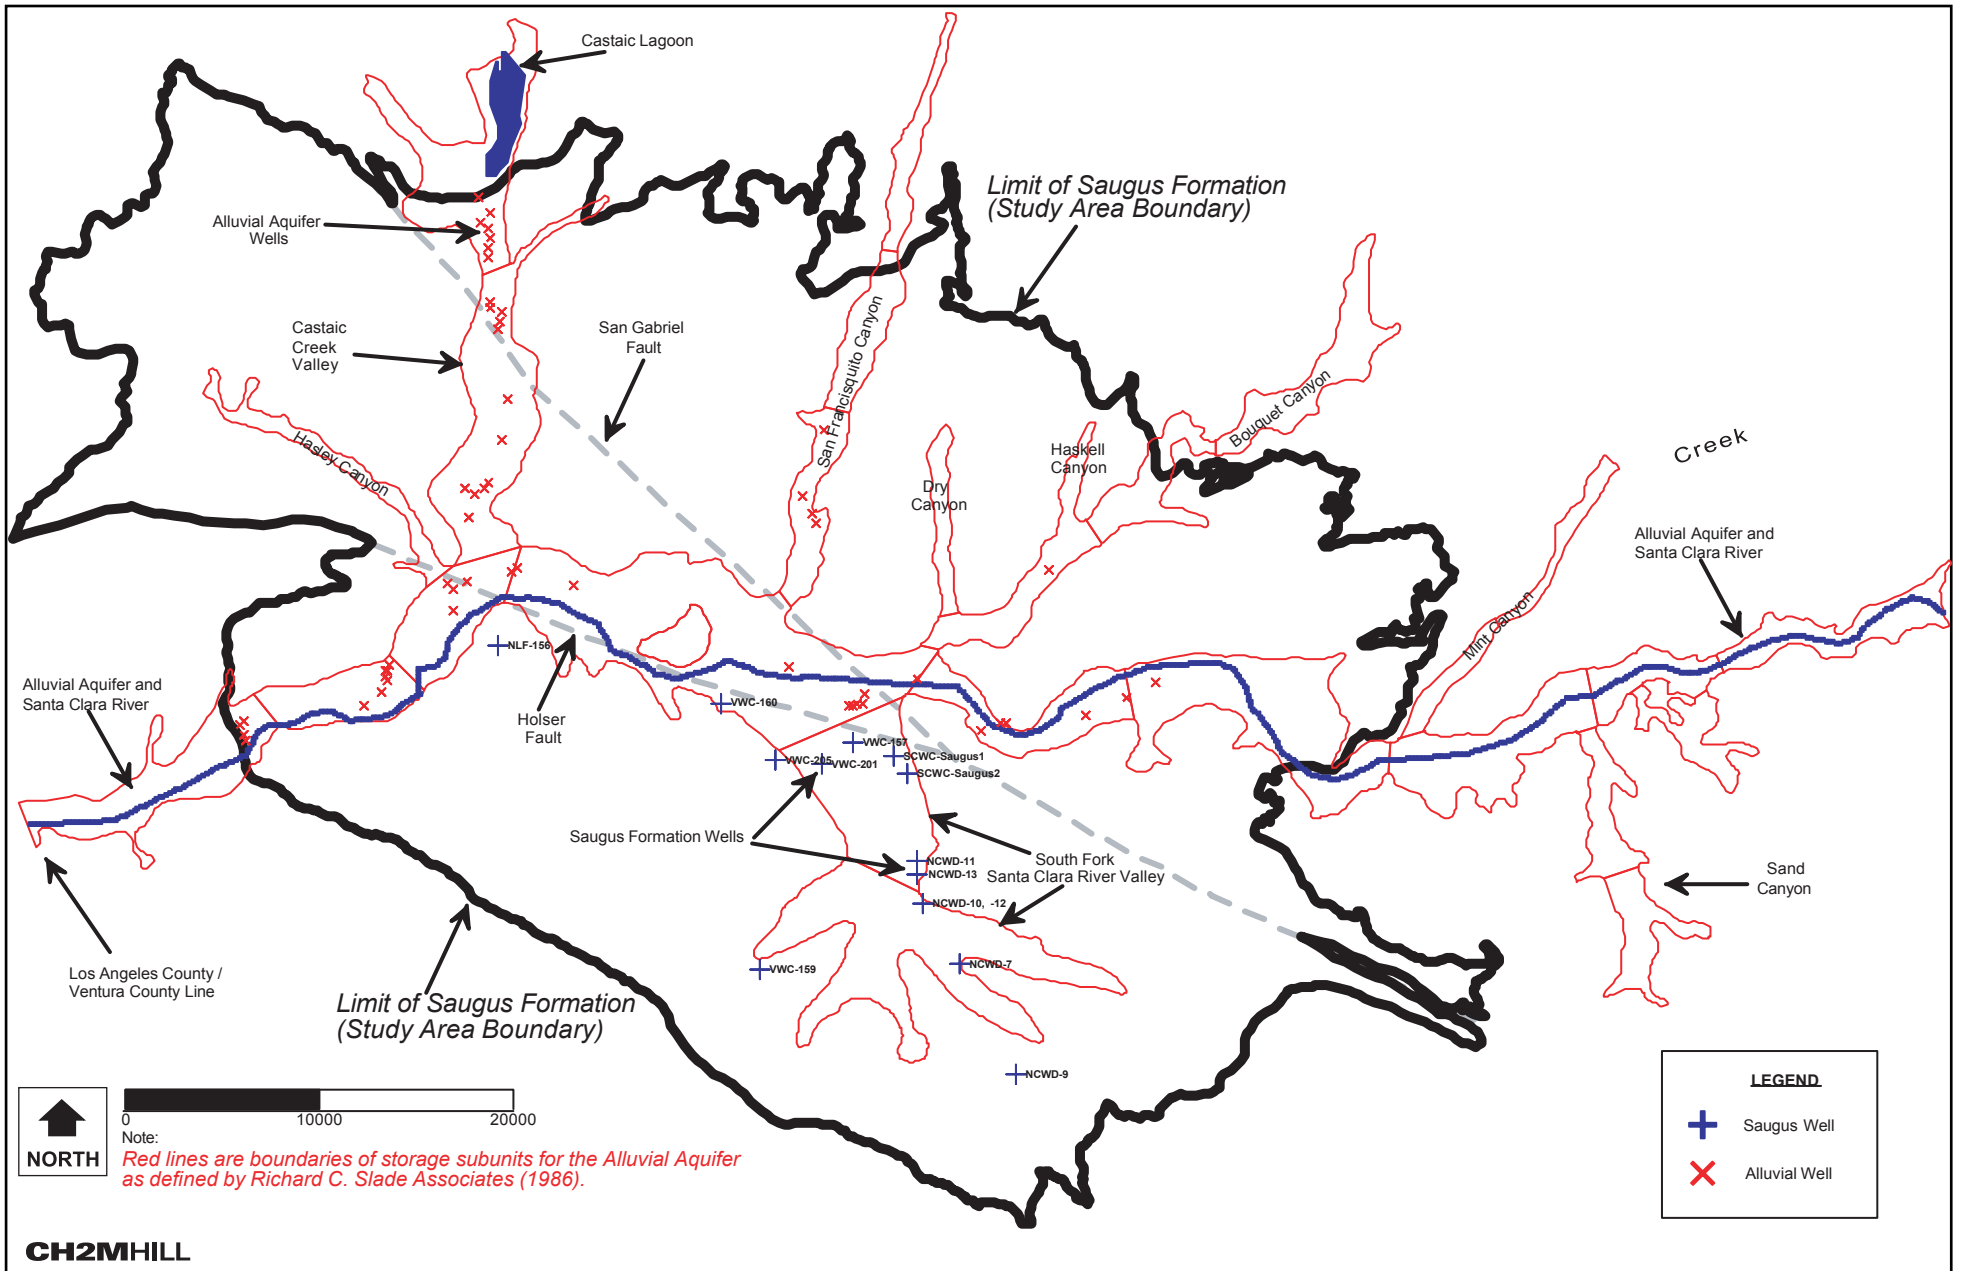 Castaic Lagoon
Limit of Saugus Formation
(Study Area Boundary)
Alluvial Aquifer
Wells
San Francisquito Canyon
Castaic
Creek
Valley
San Gabriel
Fault
Bouquet Canyon
Hasley Canyon
Haskell
Canyon
Creek
Dry
Canyon
Alluvial Aquifer and
Santa Clara River
Mint Canyon
NLF-156
Alluvial Aquifer and
Santa Clara River
Holser
Fault
VWC-160
VWC-157
VWC-205
VWC-201
SCWC-Saugus1
SCWC-Saugus2
Saugus Formation Wells
NCWD-11
NCWD-13
South Fork
Santa Clara River Valley
NCWD-10, -12
Sand
Canyon
VWC-159
NCWD-7
Los Angeles County /
Ventura County Line
Limit of Saugus Formation
(Study Area Boundary)
NCWD-9
LEGEND
Saugus Well
Alluvial Well
NORTH
0 10000 20000
Note:
Red lines are boundaries of storage subunits for the Alluvial Aquifer
as defined by Richard C. Slade Associates (1986).
CH2MHILL